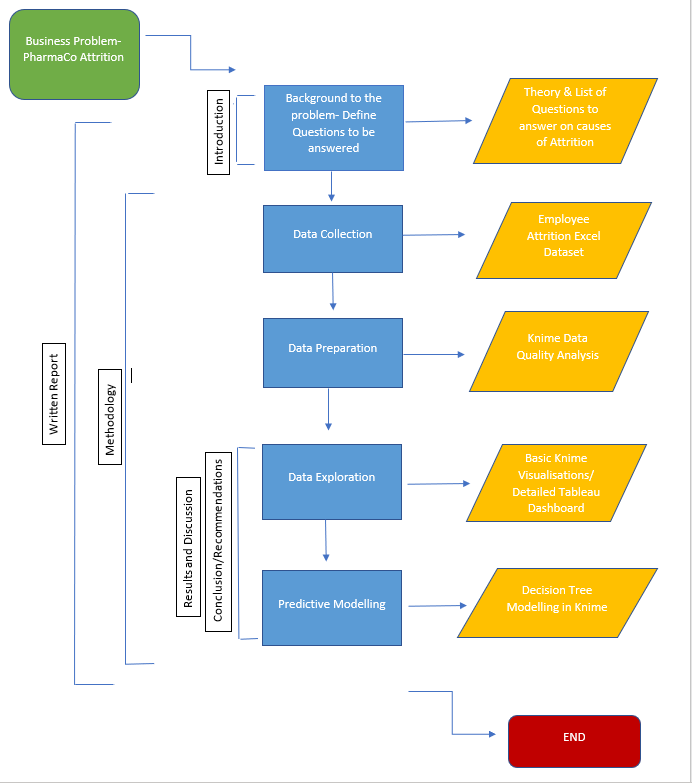 Business Problem-
PharmaCo Attrition
Introduction
Background to the
problem- Define
Questions to be
answered
Theory & List of
Questions to
answer on causes
of Attrition
Data Collection
Employee
Attrition Excel
Dataset
Written Report
Methodology
Data Preparation
Knime Data
Quality Analysis
Results and Discussion
Conclusion/Recommendations
Data Exploration
Basic Knime
Visualisations/
Detailed Tableau
Dashboard
Predictive Modelling
Decision Tree
Modelling in Knime
END